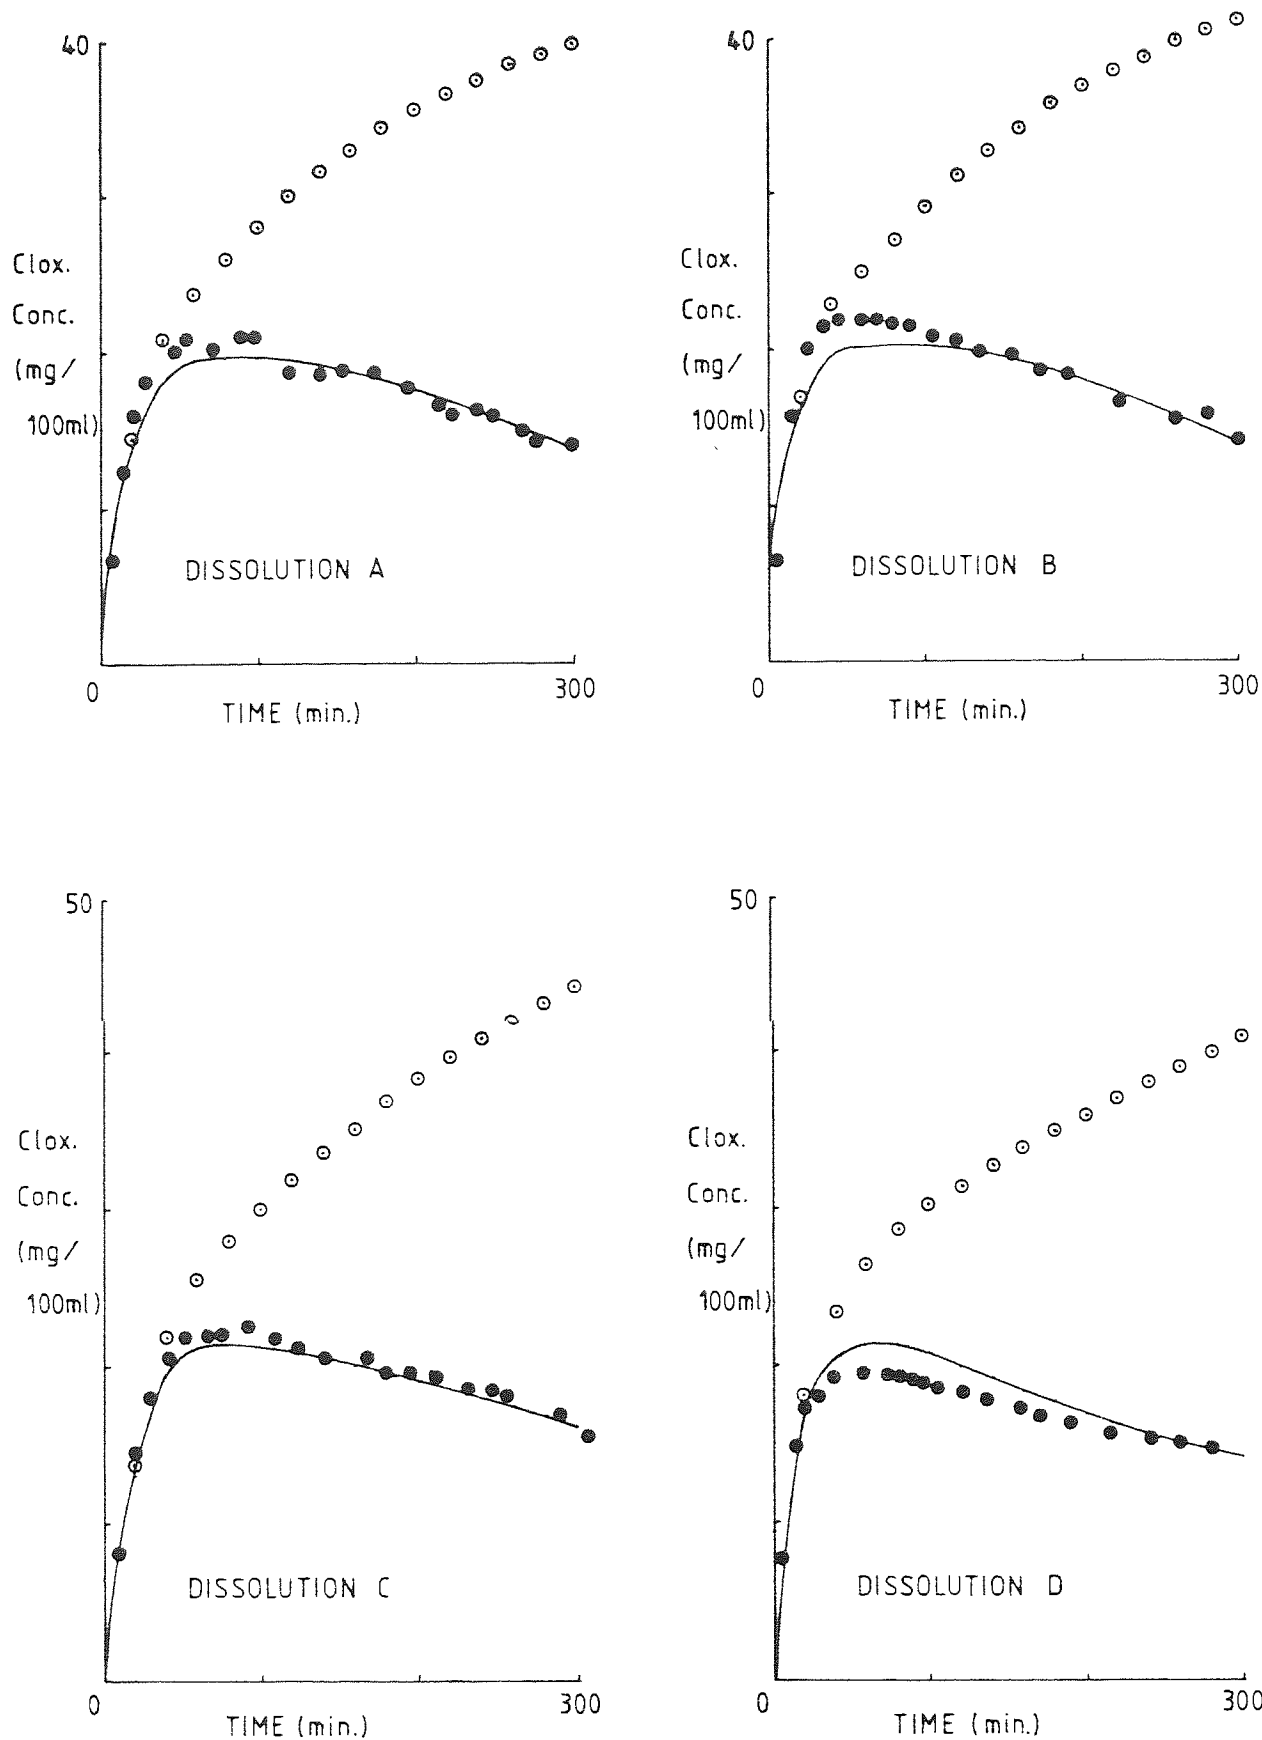 40
Clox.
Conc.
(mg/
100ml)
DISSOLUTION A
0
300
TIME (min.)
40
Clox.
Conc.
(mg/
100ml)
DISSOLUTION B
0
300
TIME (min.)
50
Clox.
Conc.
(mg/
100ml)
DISSOLUTION C
0
300
TIME (min.)
50
Clox.
Conc.
(mg/
100ml)
DISSOLUTION D
0
300
TIME (min.)